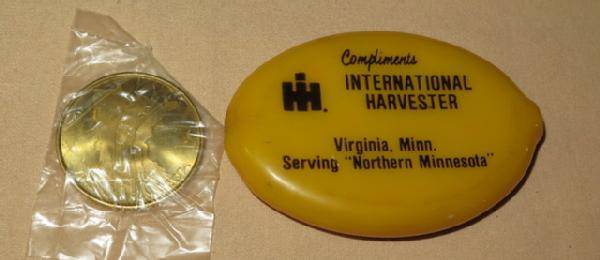 Compliments
INTERNATIONAL
HARVESTER
Virginia, Minn.
Serving "Northern Minnesota"